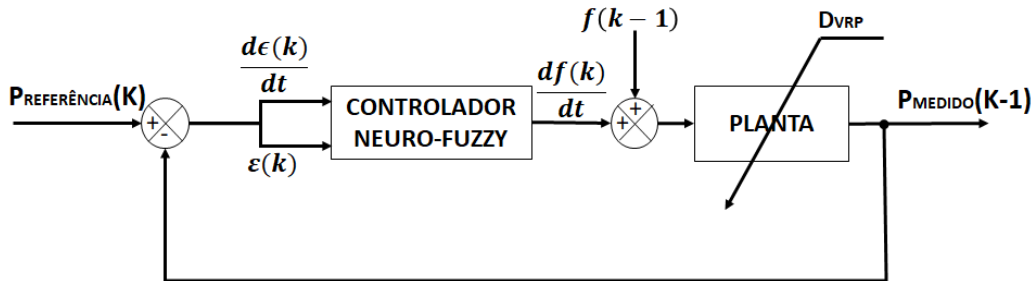 f(k − 1)
DVRP
dϵ(k)
dt
df(k)
dt
PREFERÊNCIA(K)
+
-
CONTROLADOR
NEURO-FUZZY
+
+
PLANTA
PMEDIDO(K-1)
ε(k)